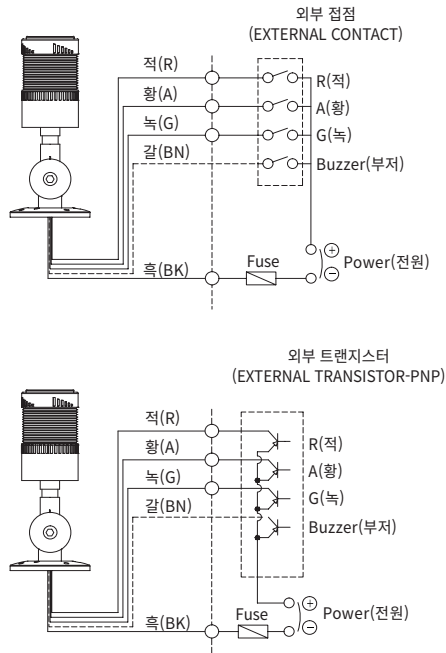 외부 접점
(EXTERNAL CONTACT)
적(R)
R(적)
황(A)
A(황)
녹(G)
G(녹)
갈(BN)
Buzzer(부저)
Fuse
⊕
Power(전원)
⊖
흑(BK)
외부 트랜지스터
(EXTERNAL TRANSISTOR-PNP)
적(R)
R(적)
황(A)
A(황)
녹(G)
G(녹)
갈(BN)
Buzzer(부저)
Fuse
⊕
Power(전원)
⊖
흑(BK)